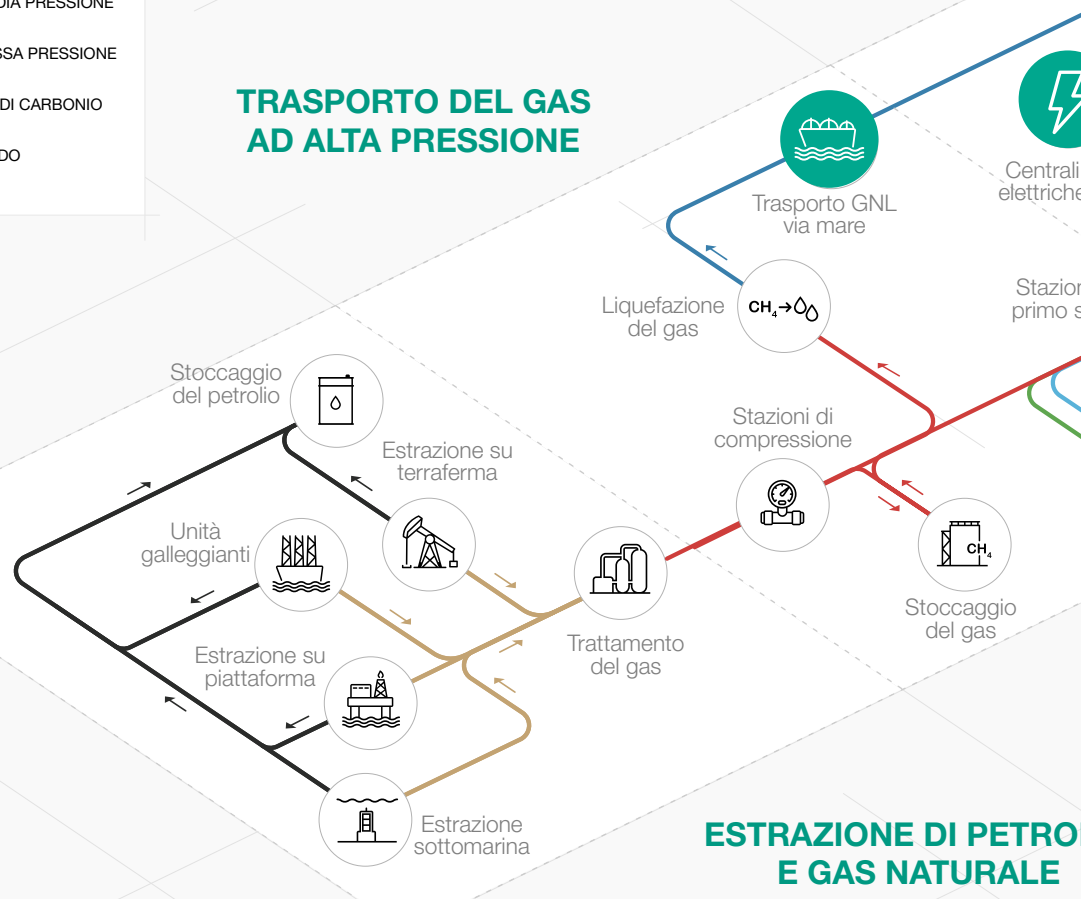 DIA PRESSIONE
SSA PRESSIONE
DI CARBONIO
DO
TRASPORTO DEL GAS
AD ALTA PRESSIONE
Centrali
elettriche
Trasporto GNL
via mare
Stazion
primo s
Liquefazione
del gas
CH₄→
Stoccaggio
del petrolio
Stazioni di
compressione
Estrazione su
terraferma
Unità
galleggianti
CH₄
Stoccaggio
del gas
Trattamento
del gas
Estrazione su
piattaforma
Estrazione
sottomarina
ESTRAZIONE DI PETROL
E GAS NATURALE